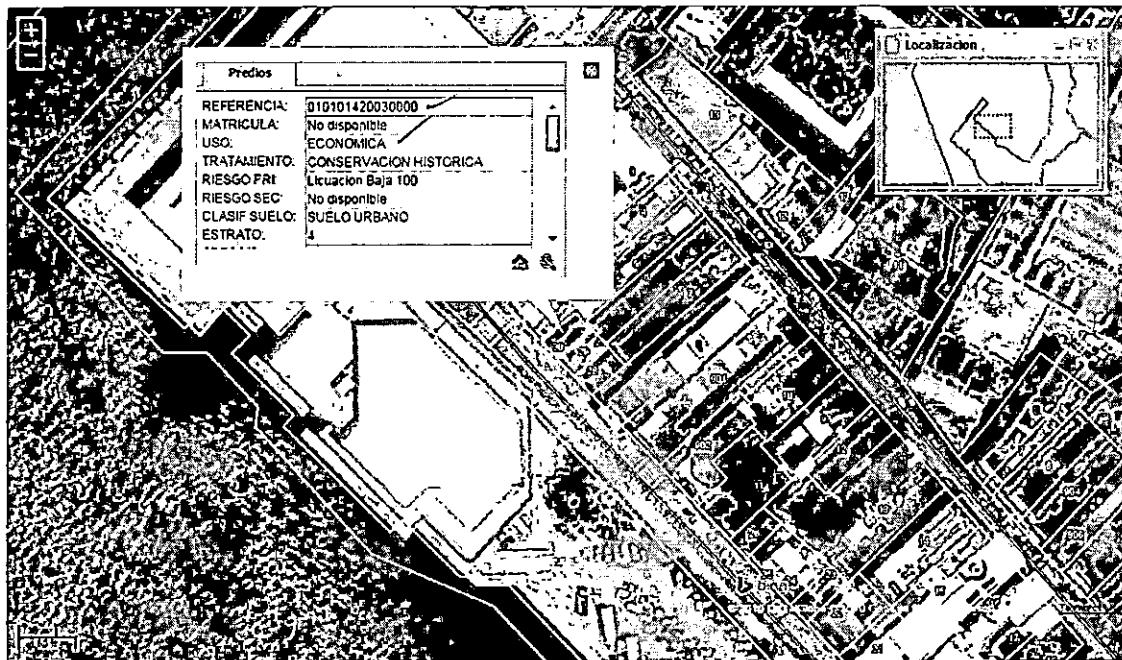 Predios
REFERENCIA: 010101420030000
MATRICULA: No disponible
USO: ECONOMICA
TRATAMIENTO: CONSERVACION HISTORICA
RIESGO PRI: Licuacion Baja 100
RIESGO SEC: No disponible
CLASIF SUELO: SUELO URBANO
ESTRATO: 4
Localizacion